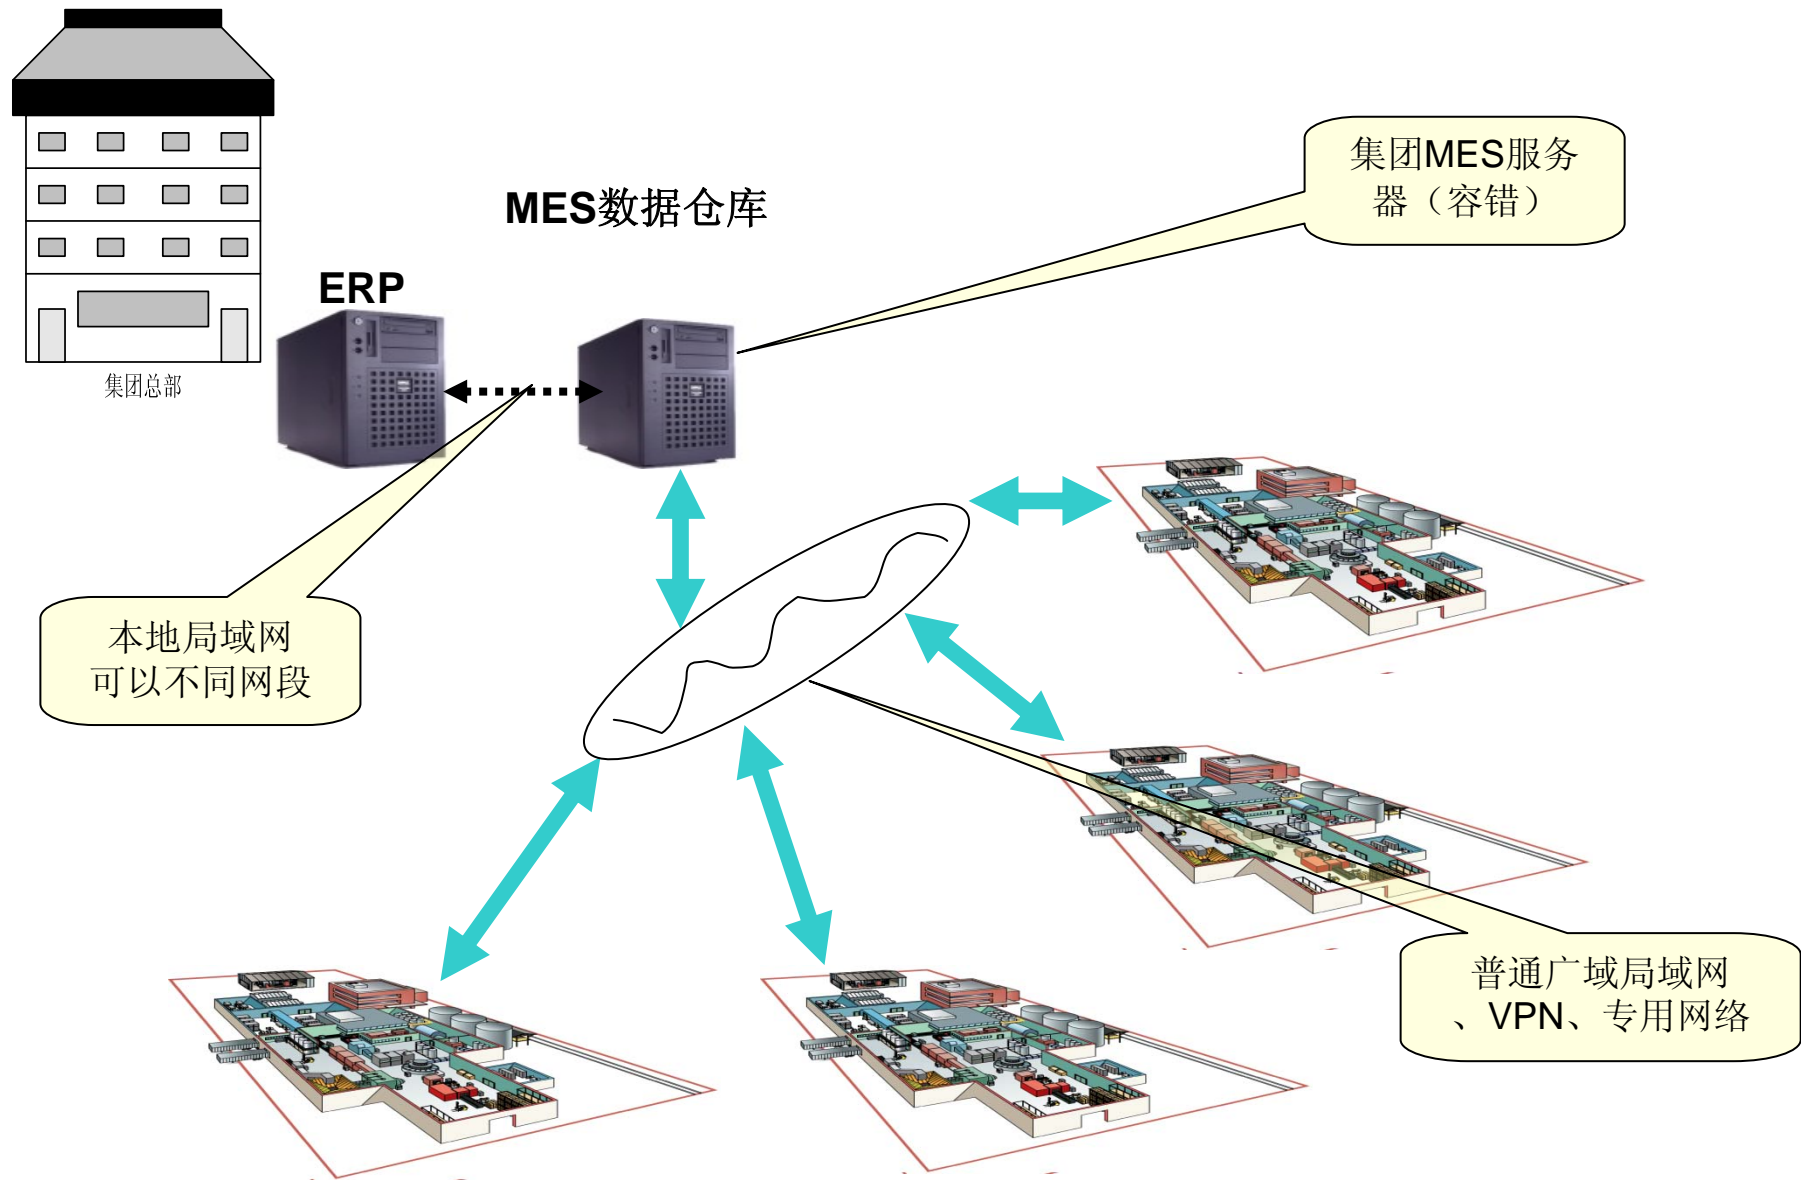 集团MES服务
器（容错）
MES数据仓库
ERP
集团总部
本地局域网
可以不同网段
普通广域局域网
、VPN、专用网络